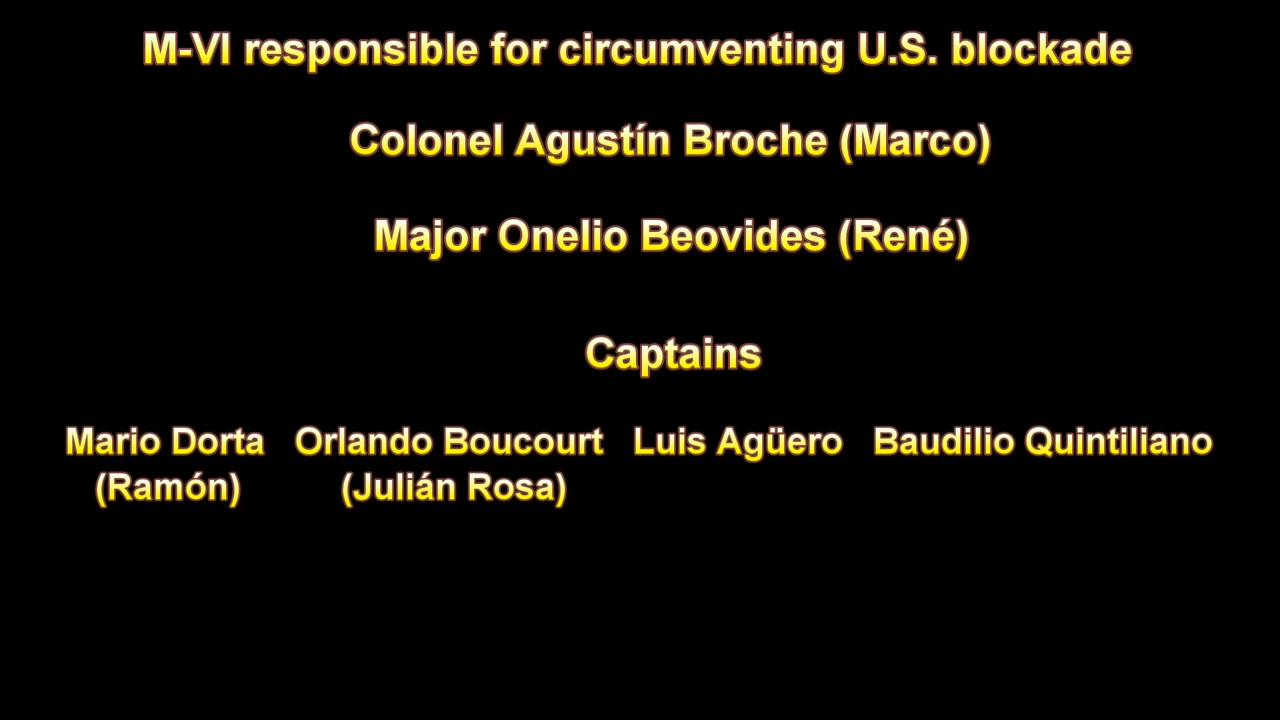 M-VI responsible for circumventing U.S. blockade
Colonel Agustín Broche (Marco)
Major Onelio Beovides (René)
Captains
Mario Dorta Orlando Boucourt Luis Agüero Baudilio Quintiliano
(Ramón) (Julián Rosa)